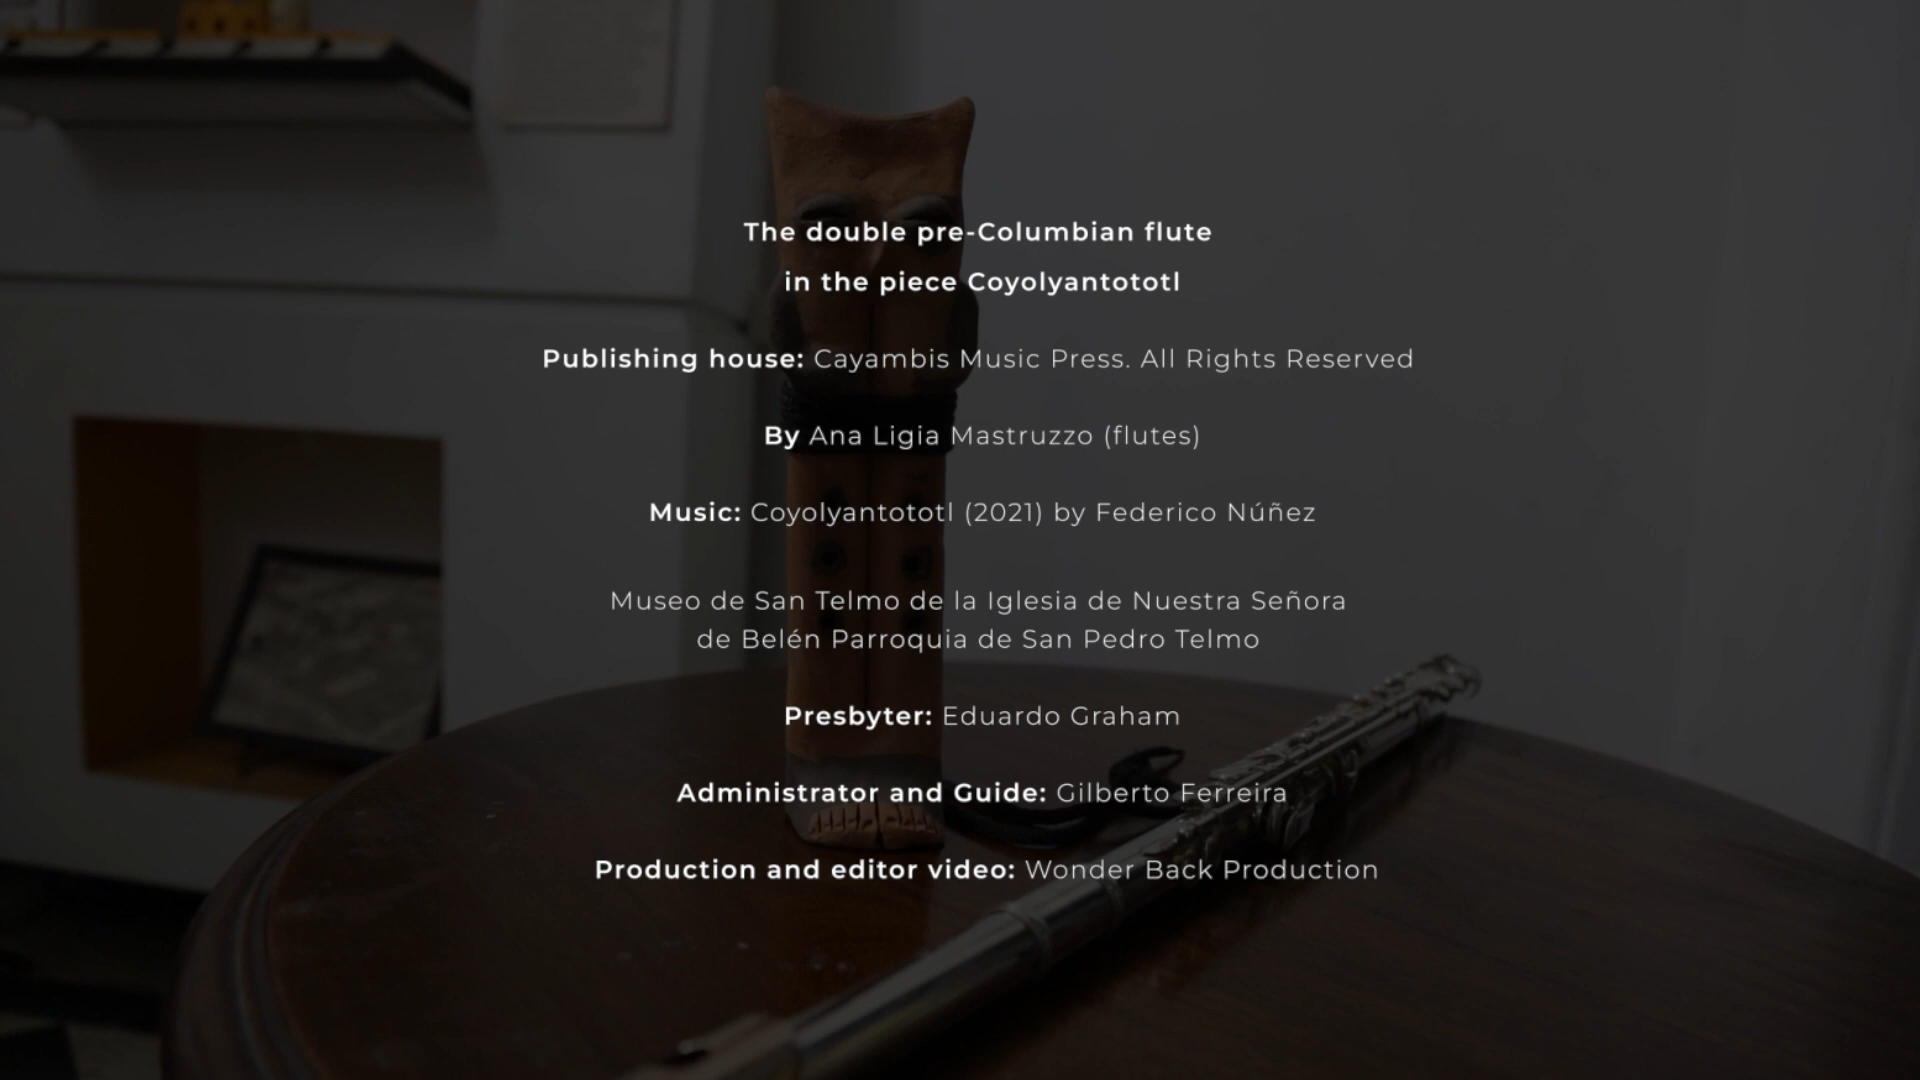 The double pre-Columbian flute
in the piece Coyolyantototl
Publishing house: Cayambis Music Press. All Rights Reserved
By Ana Ligia Mastruzzo (flutes)
Music: Coyolyantototl (2021) by Federico Núñez
Museo de San Telmo de la Iglesia de Nuestra Señora
de Belén Parroquia de San Pedro Telmo
Presbyter: Eduardo Graham
Administrator and Guide: Gilberto Ferreira
Production and editor video: Wonder Back Production